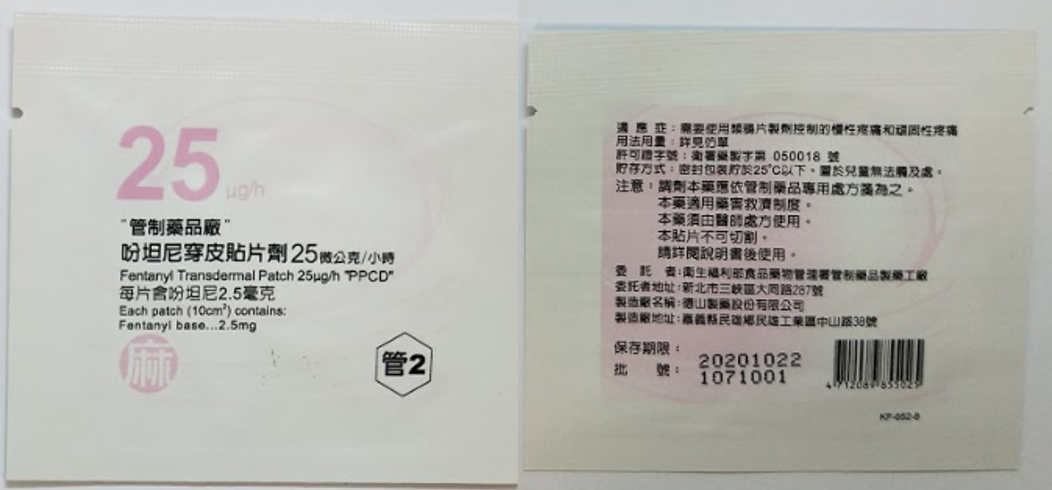 25 μg/h
"管制藥品廠"
吩坦尼穿皮貼片劑25微公克/小時
Fentanyl Transdermal Patch 25μg/h "PPCD"
每片含吩坦尼2.5毫克
Each patch (10cm²) contains:
Fentanyl base...2.5mg
麻
管2
適應症：需要使用類鴉片製劑控制的慢性疼痛和頑固性疼痛
用法用量：詳見仿單
許可證字號：衛署藥製字第 050018 號
貯存方式：密封包裝貯於25°C以下，置於兒童無法觸及處。
注意：調劑本藥應依管制藥品專用處方箋為之。
本藥適用藥害救濟制度。
本藥須由醫師處方使用。
本貼片不可切割。
請詳閱說明書後使用。
委託者：衛生福利部食品藥物管理署管制藥品製藥工廠
委託者地址：新北市三峽區大同路287號
製造廠名稱：德山製藥股份有限公司
製造廠地址：嘉義縣民雄鄉民雄工業區中山路38號
保存期限：20201022
批號：1071001
4712089855025
KF-052-8